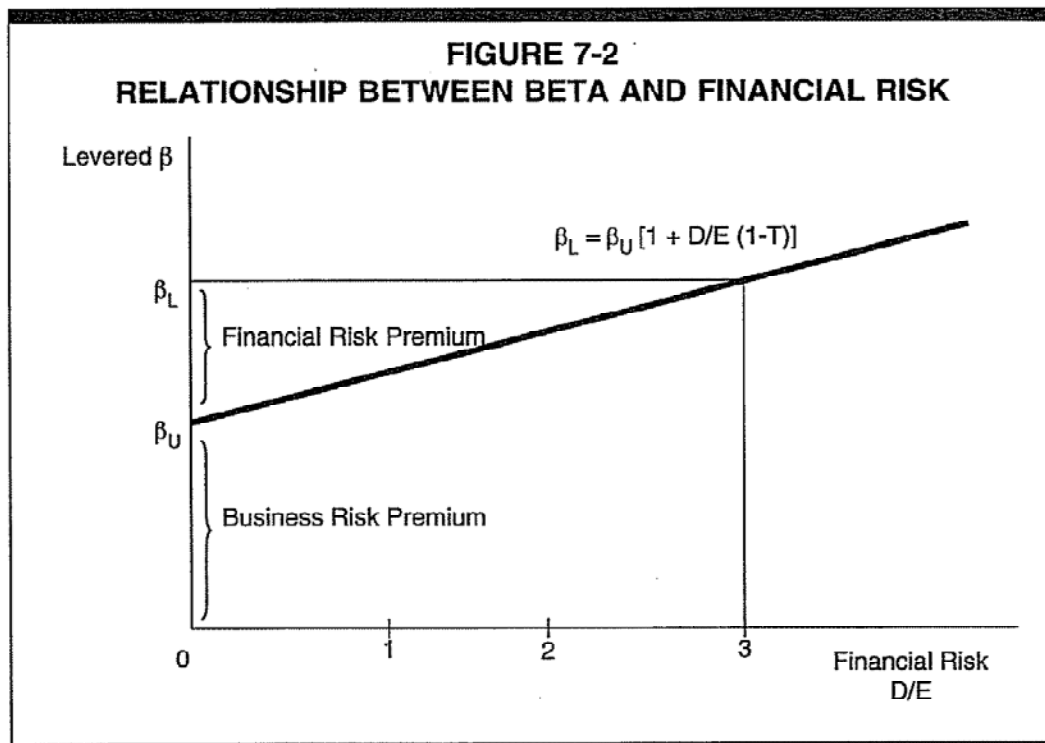 FIGURE 7-2
RELATIONSHIP BETWEEN BETA AND FINANCIAL RISK
Levered β
β_L = β_U [1 + D/E (1-T)]
β_L
Financial Risk Premium
β_U
Business Risk Premium
0 1 2 3
Financial Risk
D/E